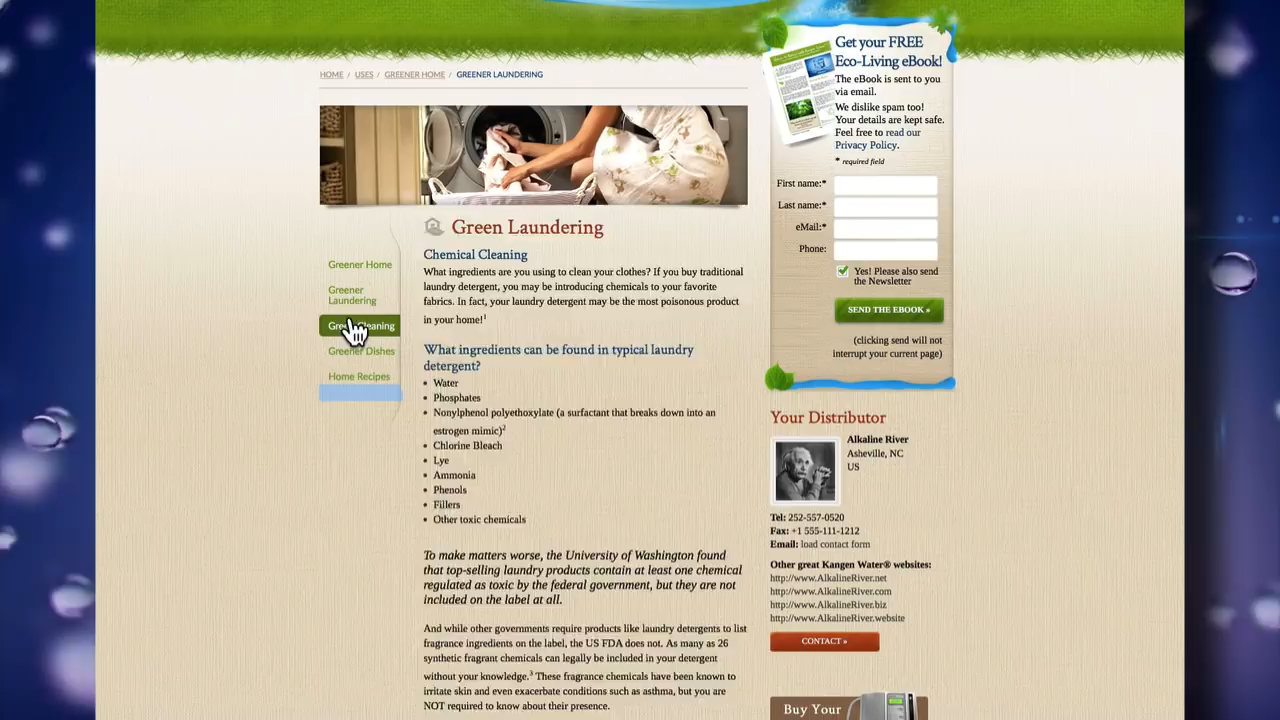 HOME / USES / GREENER HOME / GREENER LAUNDERING
Green Laundering
Greener Home
Greener
Laundering
Green Cleaning
Greener Dishes
Home Recipes
Chemical Cleaning
What ingredients are you using to clean your clothes? If you buy traditional
laundry detergent, you may be introducing chemicals to your favorite
fabrics. In fact, your laundry detergent may be the most poisonous product
in your home!1
What ingredients can be found in typical laundry
detergent?
• Water
• Phosphates
• Nonylphenol polyethoxylate (a surfactant that breaks down into an
estrogen mimic)2
• Chlorine Bleach
• Lye
• Ammonia
• Phenols
• Fillers
• Other toxic chemicals
To make matters worse, the University of Washington found
that top-selling laundry products contain at least one chemical
regulated as toxic by the federal government, but they are not
included on the label at all.
And while other governments require products like laundry detergents to list
fragrance ingredients on the label, the US FDA does not. As many as 26
synthetic fragrant chemicals can legally be included in your detergent
without your knowledge.3 These fragrance chemicals have been known to
irritate skin and even exacerbate conditions such as asthma, but you are
NOT required to know about their presence.
Get your FREE
Eco-Living eBook!
The eBook is sent to you
via email.
We dislike spam too!
Your details are kept safe.
Feel free to read our
Privacy Policy.
* required field
First name:*
Last name:*
eMail:*
Phone:
Yes! Please also send
the Newsletter
SEND THE EBOOK »
(clicking send will not
interrupt your current page)
Your Distributor
Alkaline River
Asheville, NC
US
Tel: 252-557-0520
Fax: +1 555-111-1212
Email: load contact form
Other great Kangen Water® websites:
http://www.AlkalineRiver.net
http://www.AlkalineRiver.com
http://www.AlkalineRiver.biz
http://www.AlkalineRiver.website
CONTACT »
Buy Your